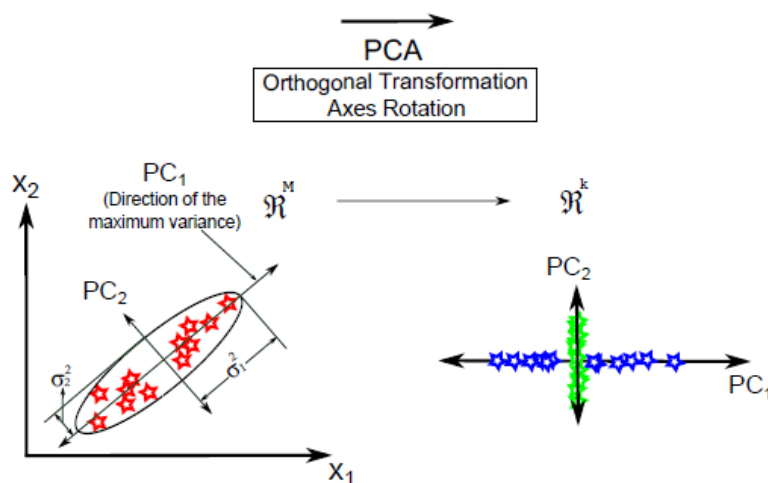 PCA
Orthogonal Transformation
Axes Rotation
X₂
PC₁
(Direction of the
maximum variance)
ℜᴹ
ℜᵏ
PC₂
σ₁²
σ₂²
X₁
PC₂
PC₁